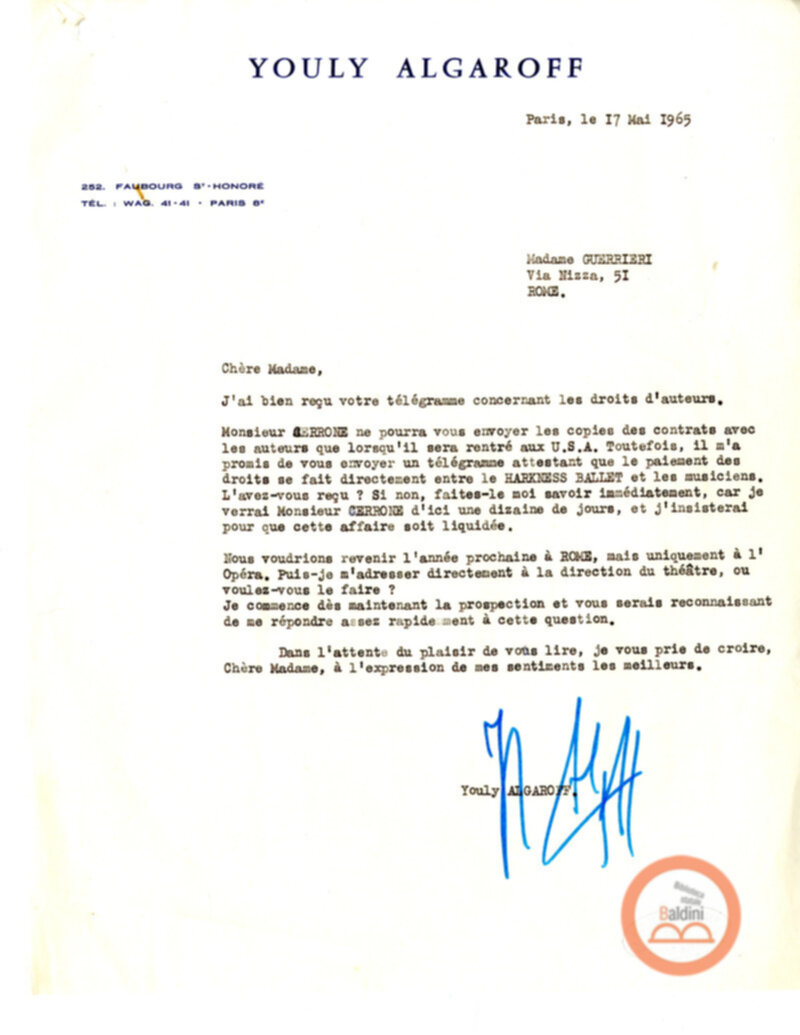 YOULY ALGAROFF
Paris, le I7 Mai I965
252. FAUBOURG St-HONORÉ
TÉL. : WAG. 41-41 · PARIS 8e
Madame GUERRIERI
Via Nizza, 5I
ROME.
Chère Madame,
J'ai bien reçu votre télégramme concernant les droits d'auteurs.
Monsieur CERRONE ne pourra vous envoyer les copies des contrats avec
les auteurs que lorsqu'il sera rentré aux U.S.A. Toutefois, il m'a
promis de vous envoyer un télégramme attestant que le paiement des
droits se fait directement entre le HARKNESS BALLET et les musiciens.
L'avez-vous reçu ? Si non, faites-le moi savoir immédiatement, car je
verrai Monsieur CERRONE d'ici une dizaine de jours, et j'insisterai
pour que cette affaire soit liquidée.
Nous voudrions revenir l'année prochaine à ROME, mais uniquement à l'
Opéra. Puis-je m'adresser directement à la direction du théâtre, ou
voulez-vous le faire ?
Je commence dès maintenant la prospection et vous serais reconnaissant
de me répondre assez rapidement à cette question.
Dans l'attente du plaisir de vous lire, je vous prie de croire,
Chère Madame, à l'expression de mes sentiments les meilleurs.
Youly ALGAROFF.
Biblioteca
statale
Baldini